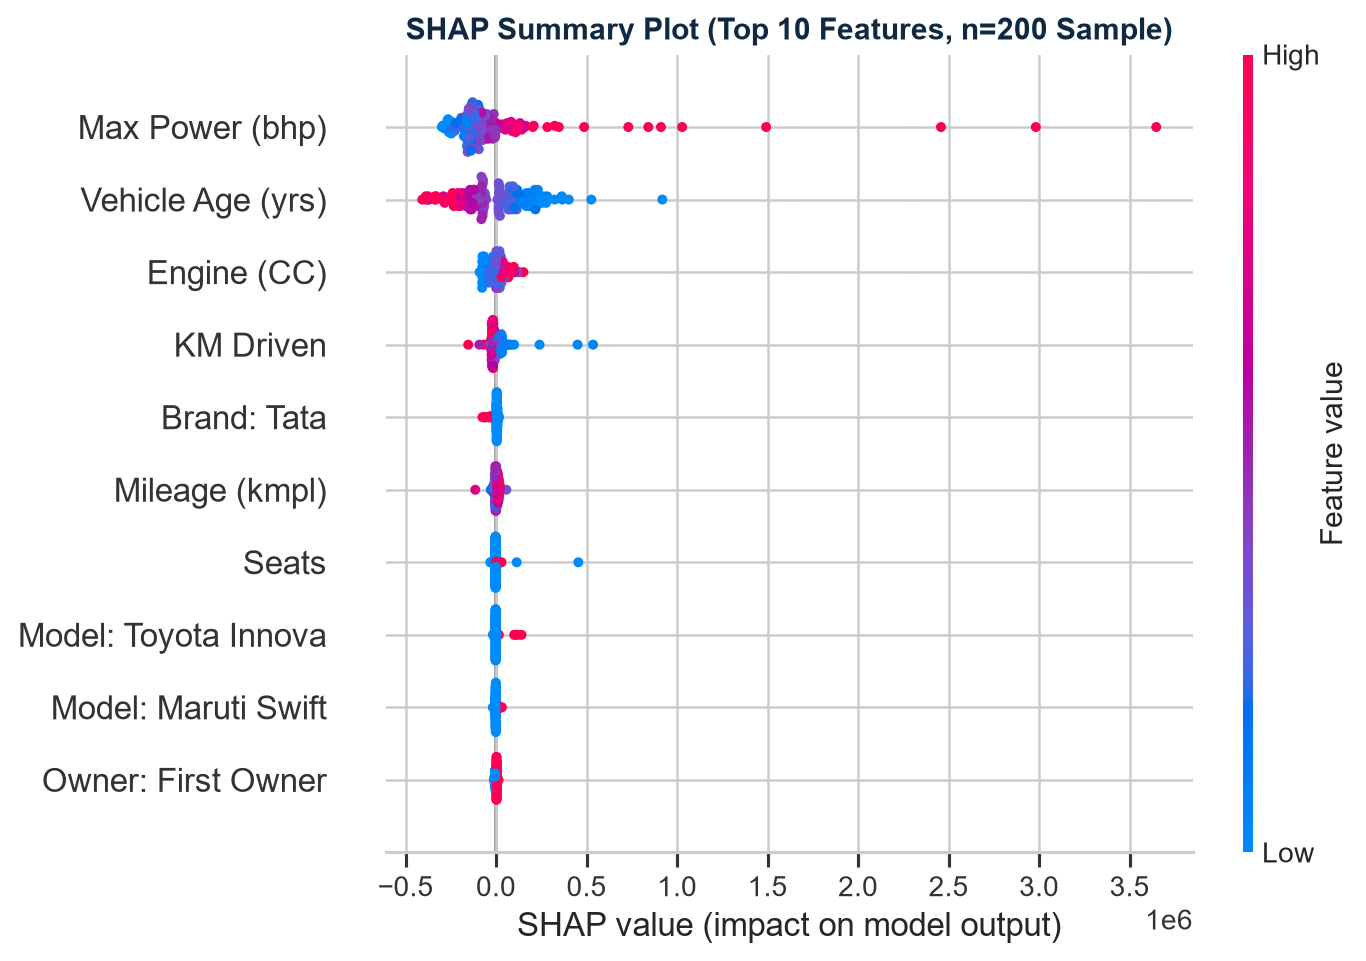 SHAP Summary Plot (Top 10 Features, n=200 Sample)
High
Max Power (bhp)
Vehicle Age (yrs)
Engine (CC)
KM Driven
Brand: Tata
Mileage (kmpl)
Seats
Model: Toyota Innova
Model: Maruti Swift
Owner: First Owner
Feature value
Low
−0.5 0.0 0.5 1.0 1.5 2.0 2.5 3.0 3.5
1e6
SHAP value (impact on model output)